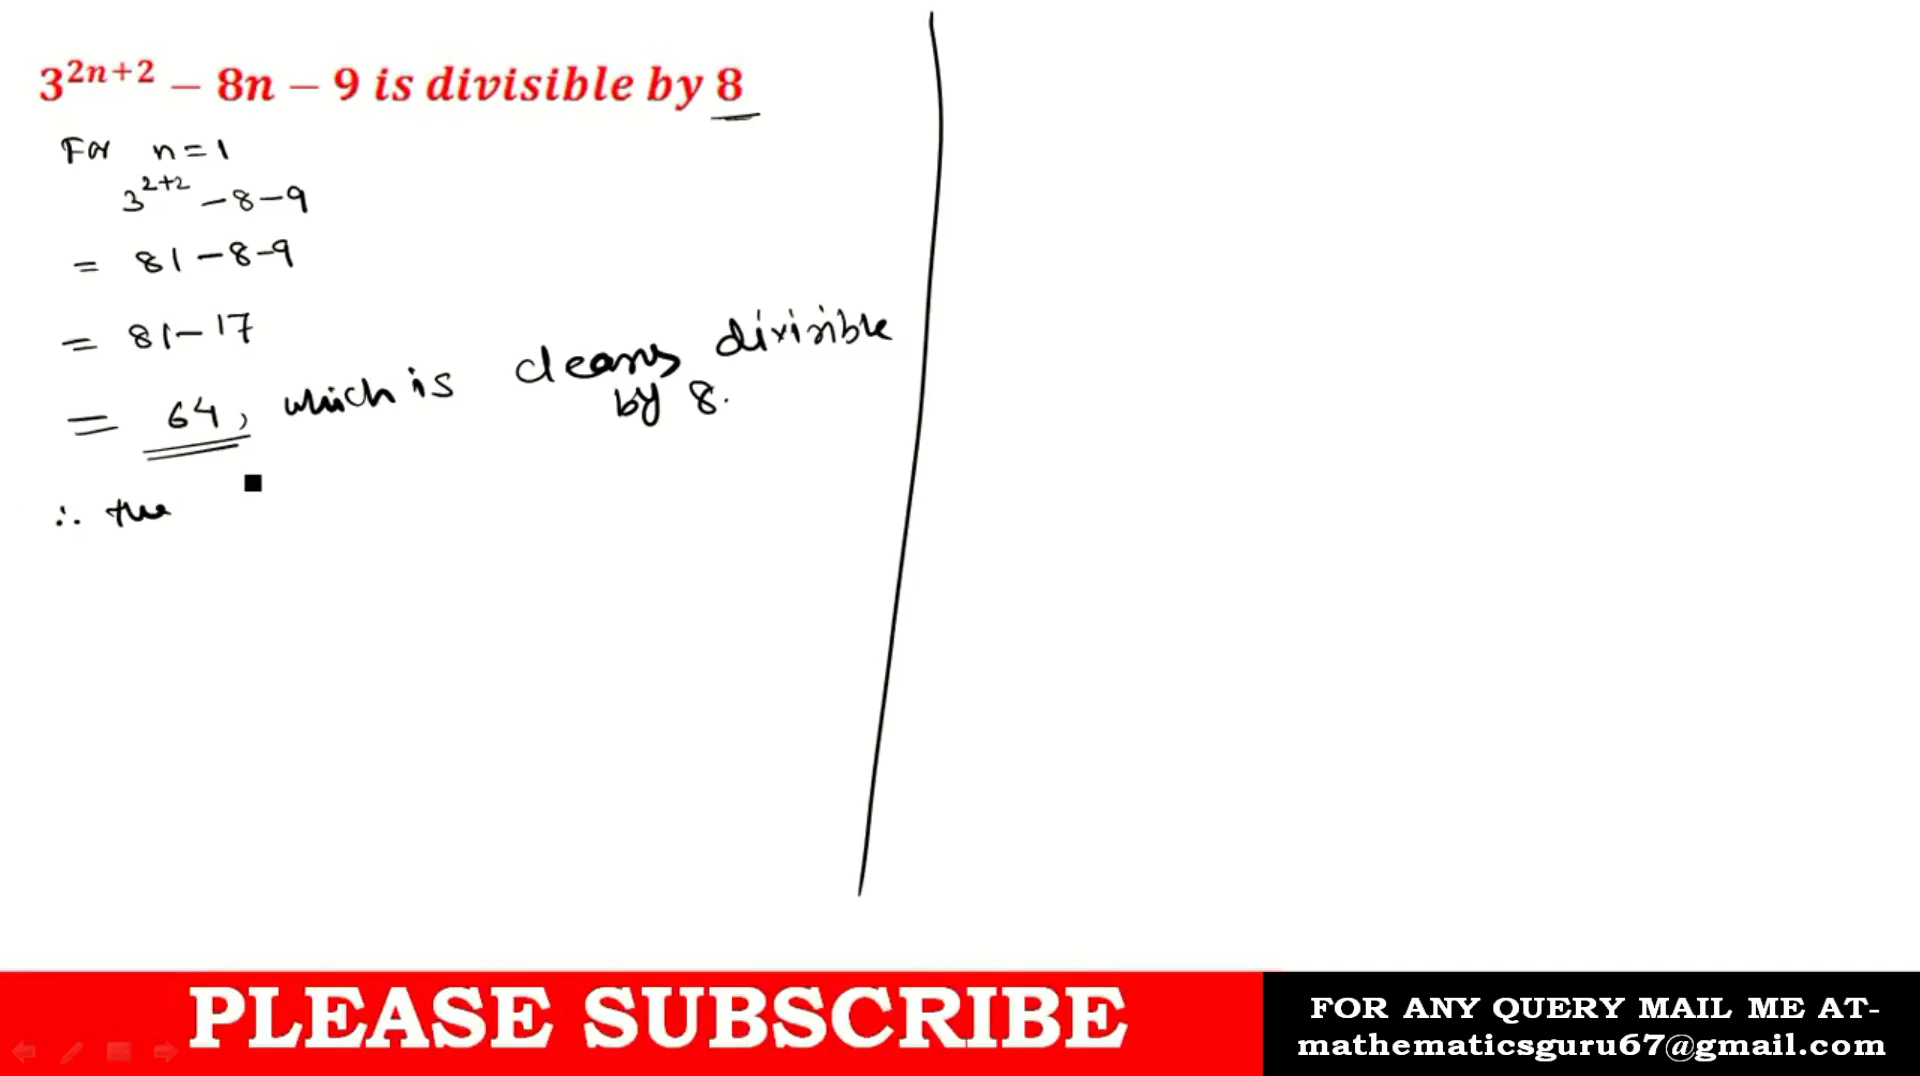 3^{2n+2} − 8n − 9 is divisible by 8
For n = 1
3^{2+2} − 8 − 9
= 81 − 8 − 9
= 81 − 17
= 64, which is clearly divisible
by 8.
∴ the
PLEASE SUBSCRIBE
FOR ANY QUERY MAIL ME AT-
mathematicsguru67@gmail.com